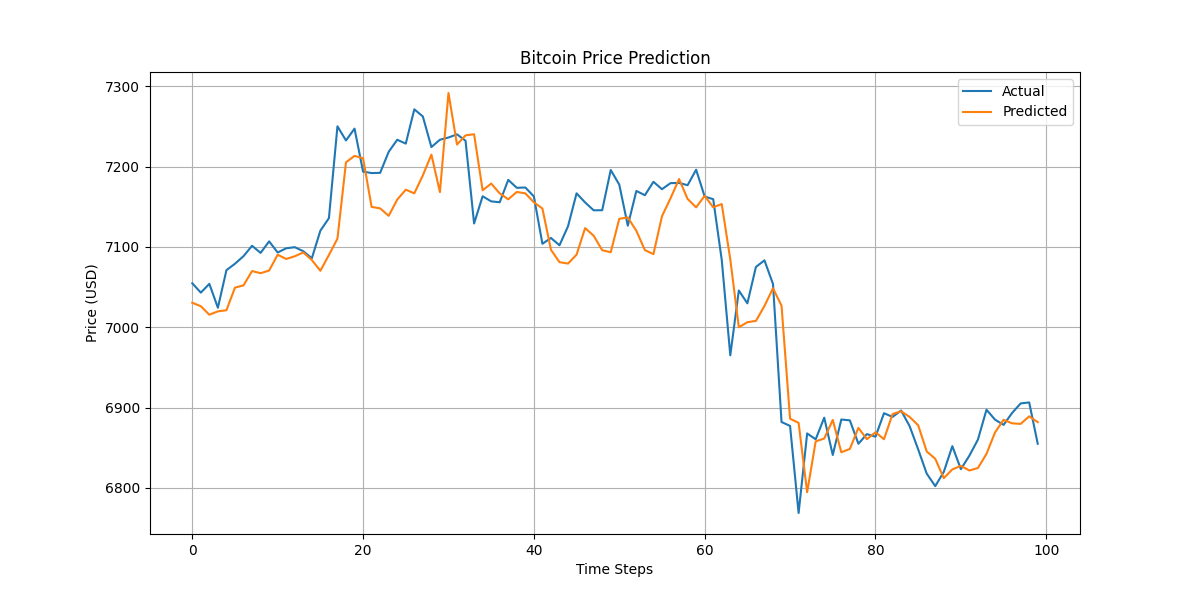 Bitcoin Price Prediction
Actual
Predicted
7300
7200
7100
7000
6900
6800
Price (USD)
0 20 40 60 80 100
Time Steps